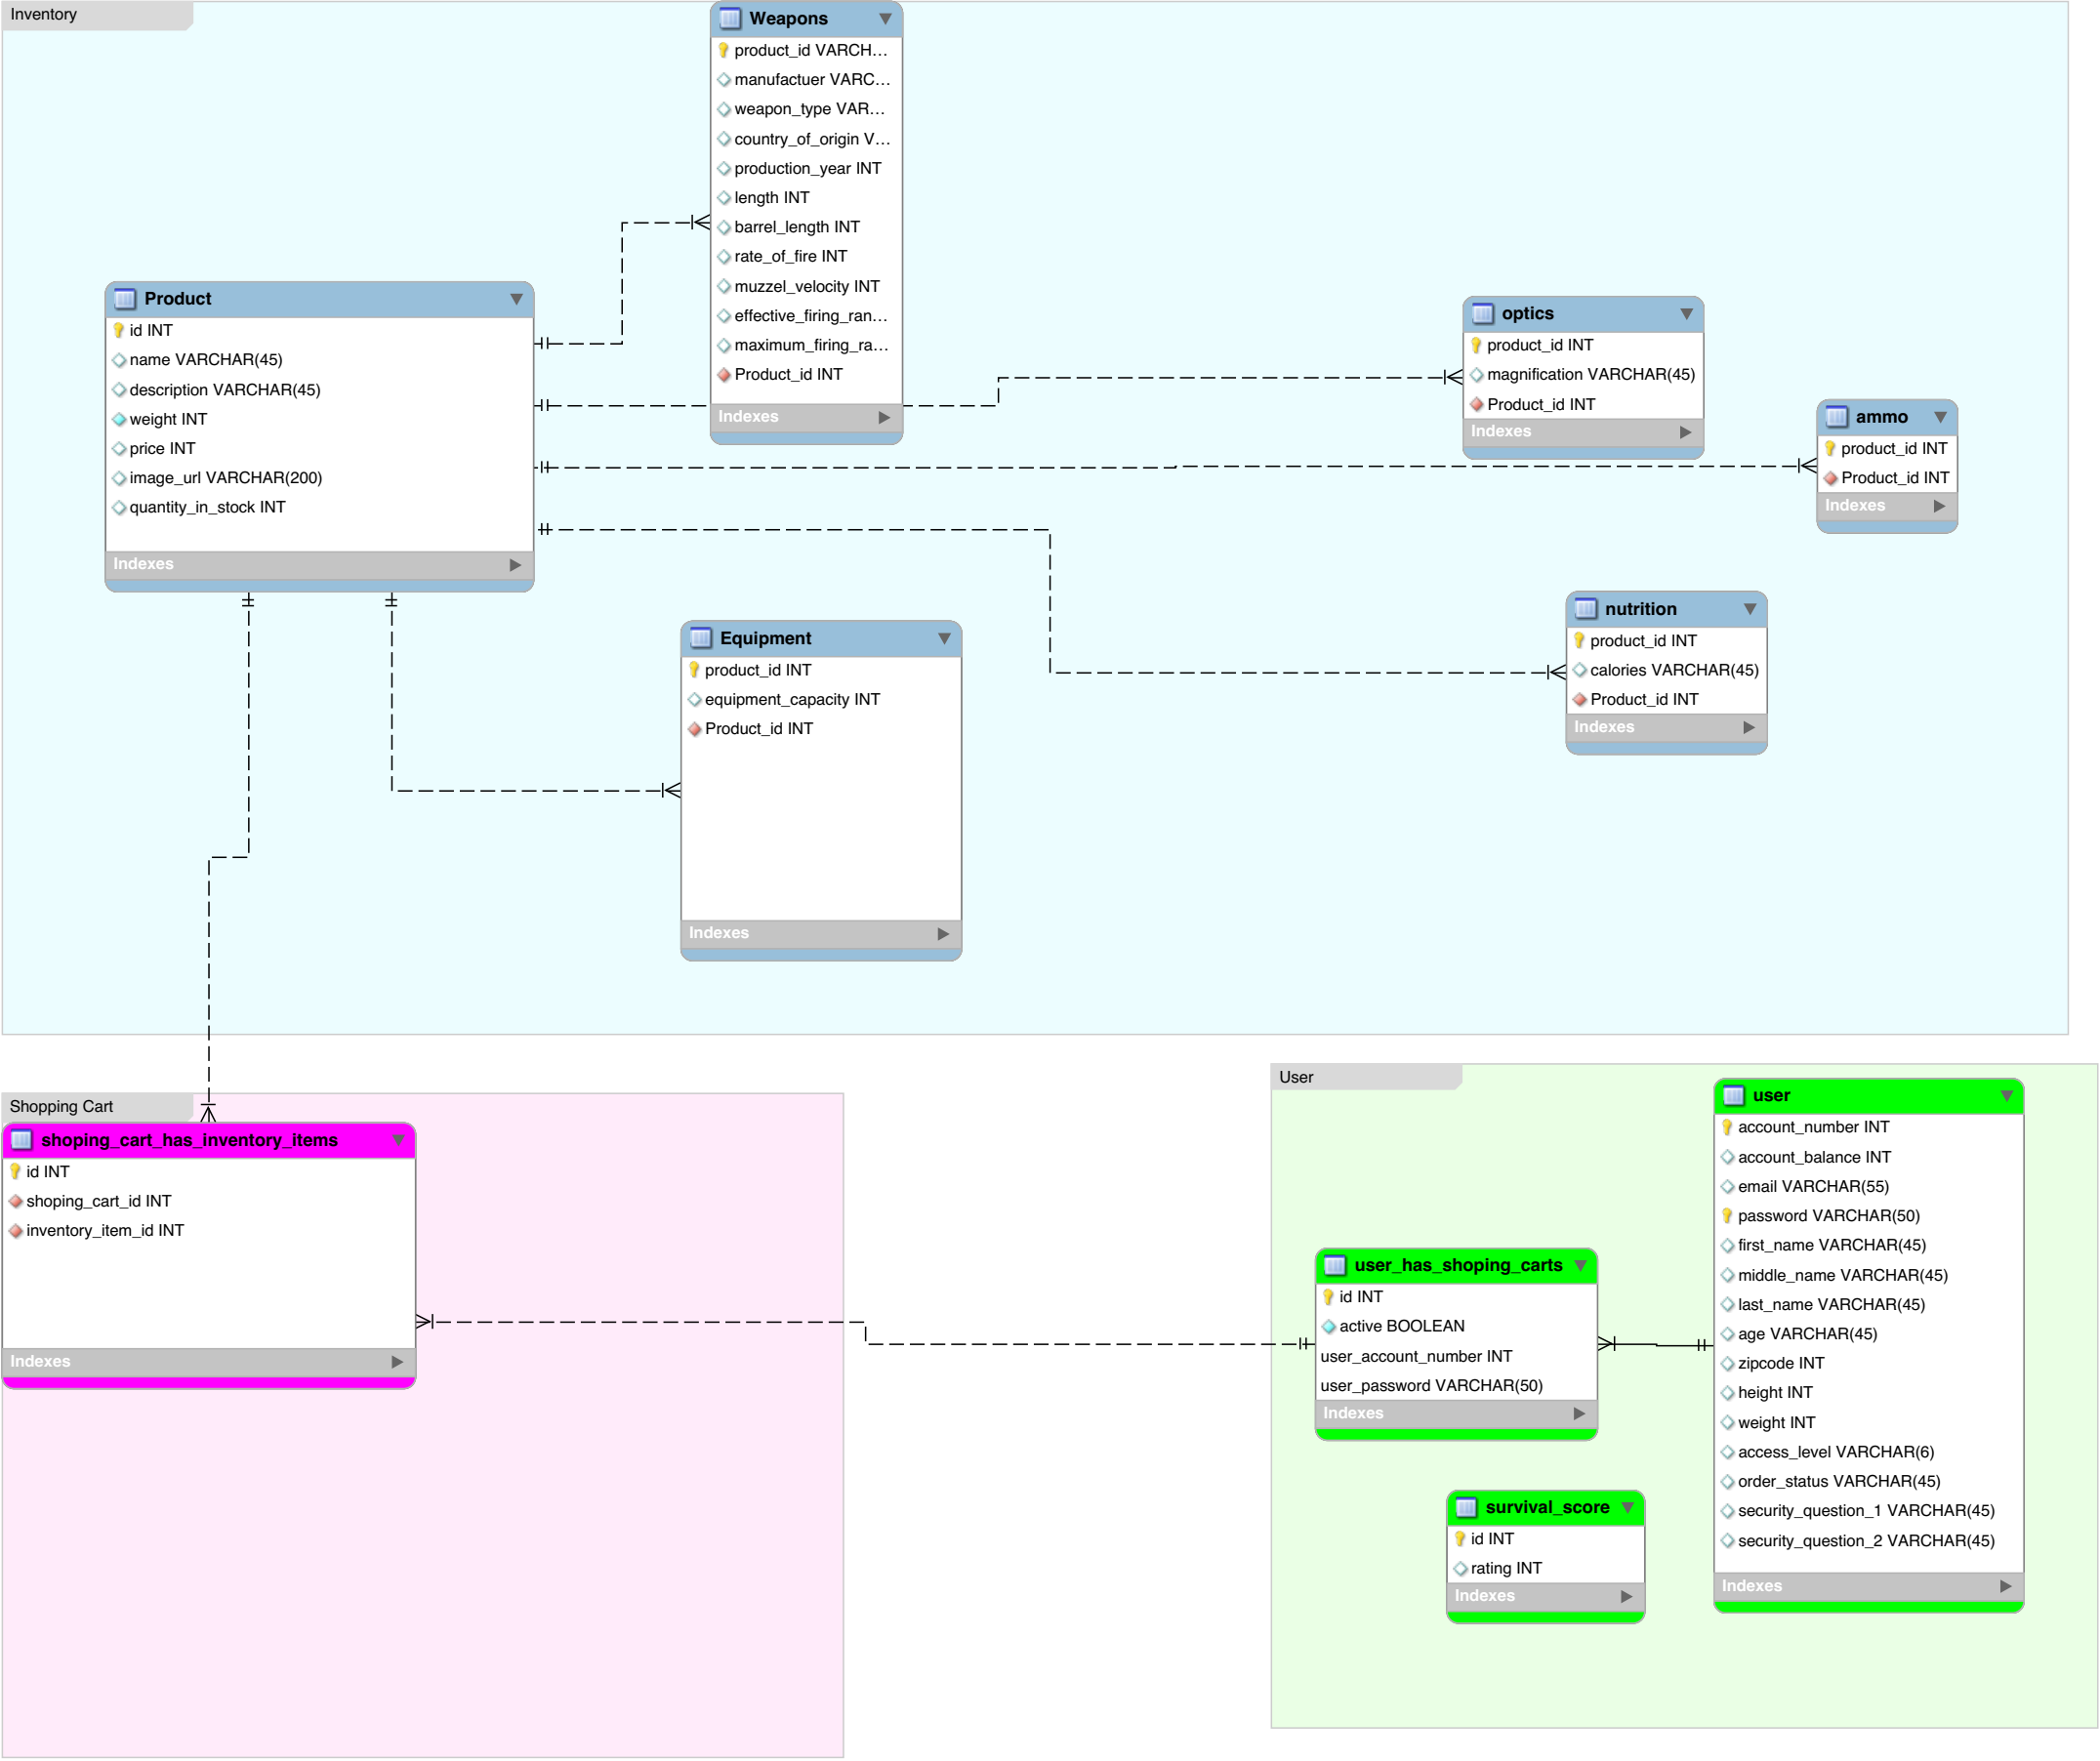 Inventory
Weapons
product_id VARCH...
manufactuer VARC...
weapon_type VAR...
country_of_origin V...
production_year INT
length INT
barrel_length INT
rate_of_fire INT
muzzel_velocity INT
effective_firing_ran...
maximum_firing_ra...
Product_id INT
Indexes
Product
id INT
name VARCHAR(45)
description VARCHAR(45)
weight INT
price INT
image_url VARCHAR(200)
quantity_in_stock INT
Indexes
optics
product_id INT
magnification VARCHAR(45)
Product_id INT
Indexes
ammo
product_id INT
Product_id INT
Indexes
nutrition
product_id INT
calories VARCHAR(45)
Product_id INT
Indexes
Equipment
product_id INT
equipment_capacity INT
Product_id INT
Indexes
Shopping Cart
shoping_cart_has_inventory_items
id INT
shoping_cart_id INT
inventory_item_id INT
Indexes
User
user
account_number INT
account_balance INT
email VARCHAR(55)
password VARCHAR(50)
first_name VARCHAR(45)
middle_name VARCHAR(45)
last_name VARCHAR(45)
age VARCHAR(45)
zipcode INT
height INT
weight INT
access_level VARCHAR(6)
order_status VARCHAR(45)
security_question_1 VARCHAR(45)
security_question_2 VARCHAR(45)
Indexes
user_has_shoping_carts
id INT
active BOOLEAN
user_account_number INT
user_password VARCHAR(50)
Indexes
survival_score
id INT
rating INT
Indexes